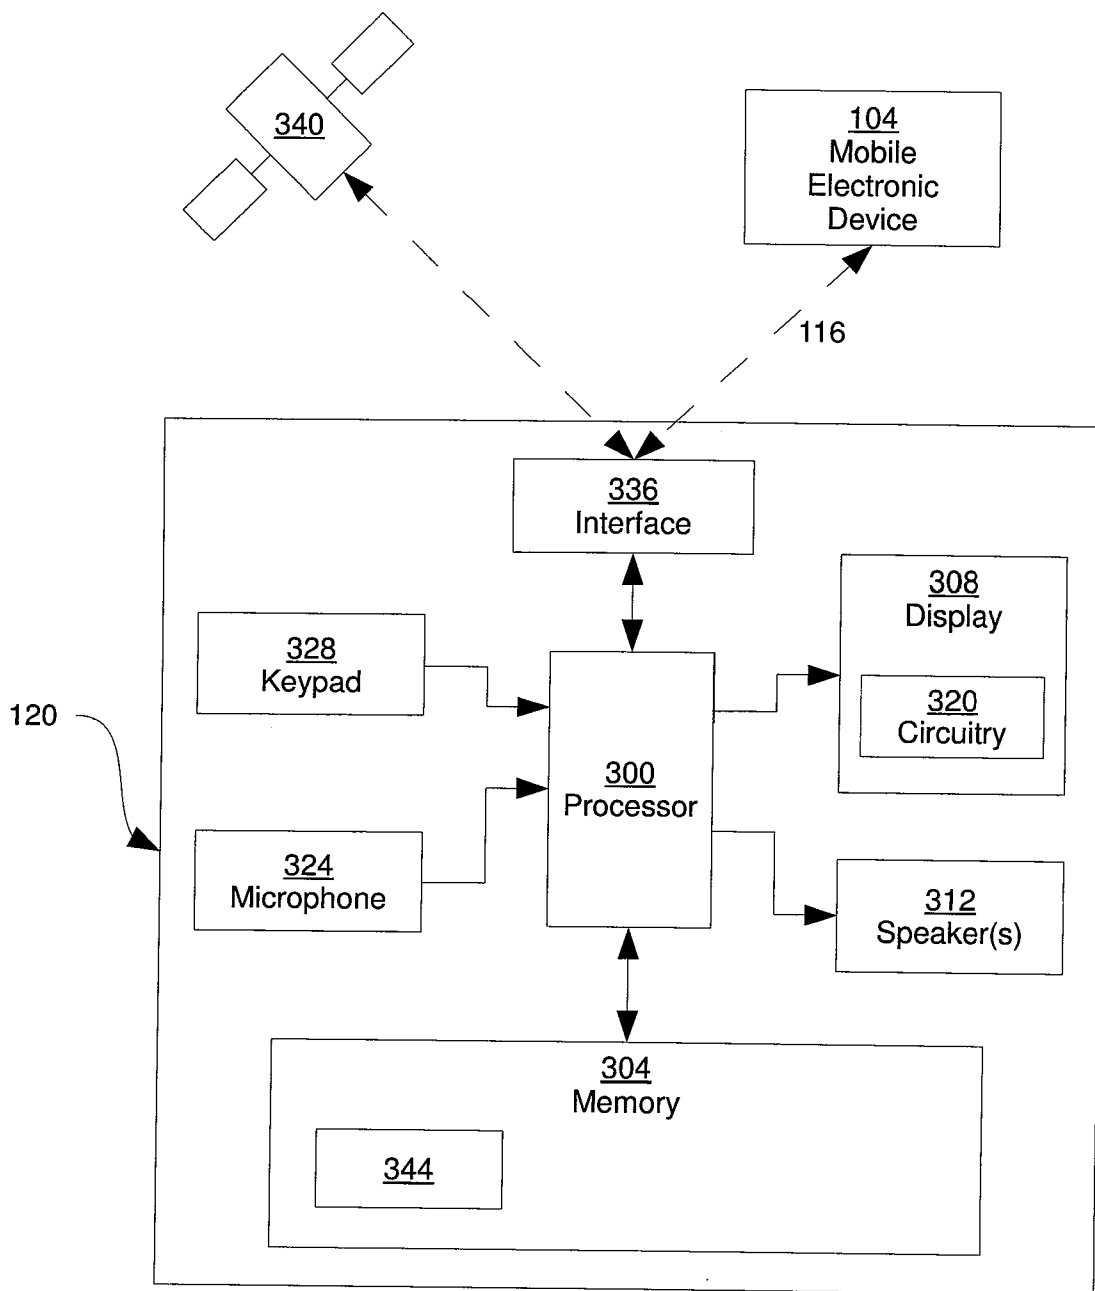 340
104
Mobile
Electronic
Device
116
336
Interface
308
Display
328
Keypad
320
Circuitry
120
300
Processor
324
Microphone
312
Speaker(s)
304
Memory
344